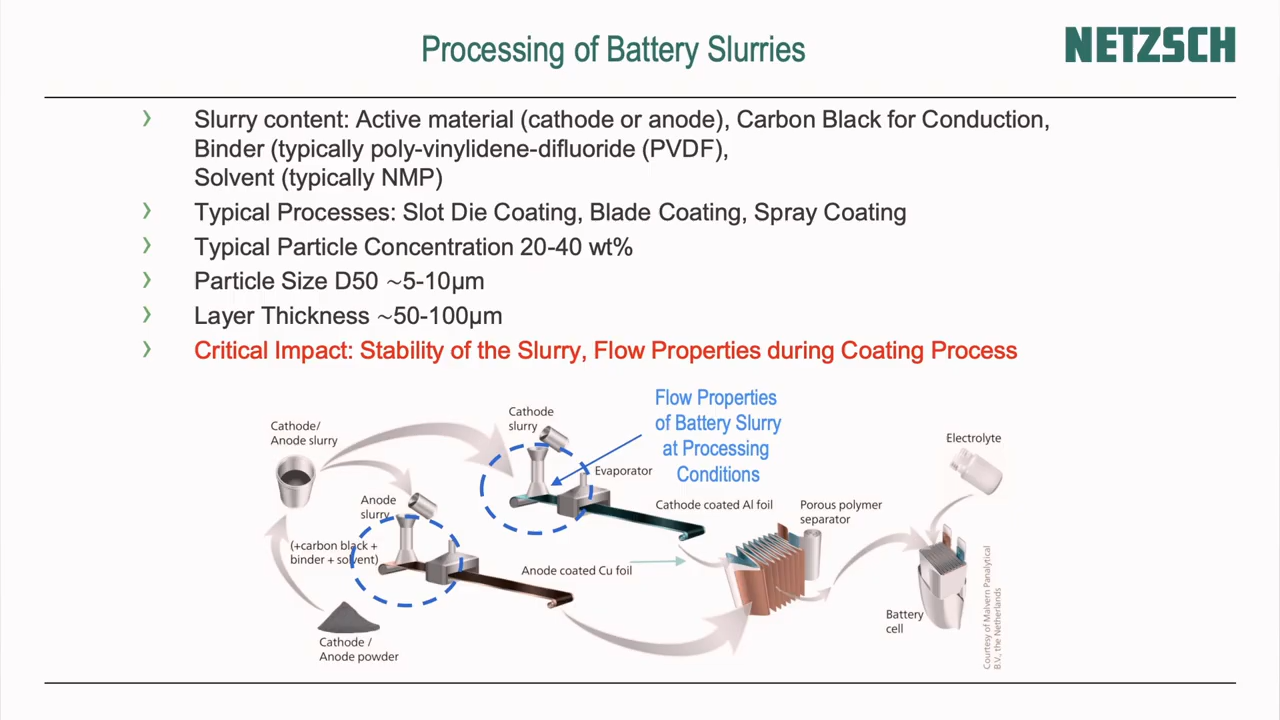 Processing of Battery Slurries
NETZSCH
› Slurry content: Active material (cathode or anode), Carbon Black for Conduction,
Binder (typically poly-vinylidene-difluoride (PVDF),
Solvent (typically NMP)
› Typical Processes: Slot Die Coating, Blade Coating, Spray Coating
› Typical Particle Concentration 20-40 wt%
› Particle Size D50 ~5-10µm
› Layer Thickness ~50-100µm
› Critical Impact: Stability of the Slurry, Flow Properties during Coating Process
Flow Properties
of Battery Slurry
at Processing
Conditions
Cathode/
Anode slurry
Cathode
slurry
Evaporator
Electrolyte
Anode
slurry
Cathode coated Al foil
Porous polymer
separator
(+carbon black +
binder + solvent)
Anode coated Cu foil
Battery
cell
Cathode /
Anode powder
Courtesy of Malvern Panalytical
B.V., the Netherlands